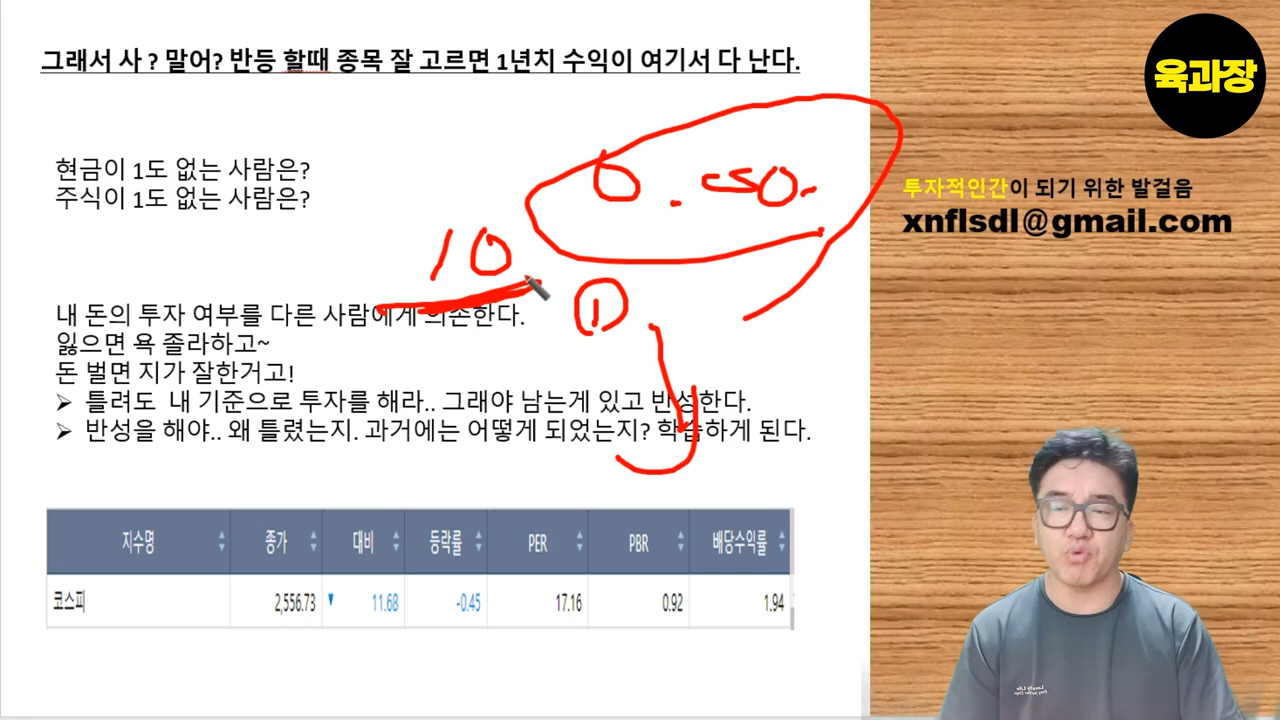 그래서 사 ? 말어? 반등 할때 종목 잘 고르면 1년치 수익이 여기서 다 난다.
육과장
현금이 1도 없는 사람은?
주식이 1도 없는 사람은?
투자적인간이 되기 위한 발걸음
xnflsdl@gmail.com
0
10
1
내 돈의 투자 여부를 다른 사람에게 의존한다.
잃으면 욕 졸라하고~
돈 벌면 지가 잘한거고!
➢ 틀려도 내 기준으로 투자를 해라.. 그래야 남는게 있고 반성한다.
➢ 반성을 해야.. 왜 틀렸는지. 과거에는 어떻게 되었는지? 학습하게 된다.
지수명 종가 대비 등락률 PER PBR 배당수익률
코스피 2,556.73 ▼ 11.68 -0.45 17.16 0.92 1.94